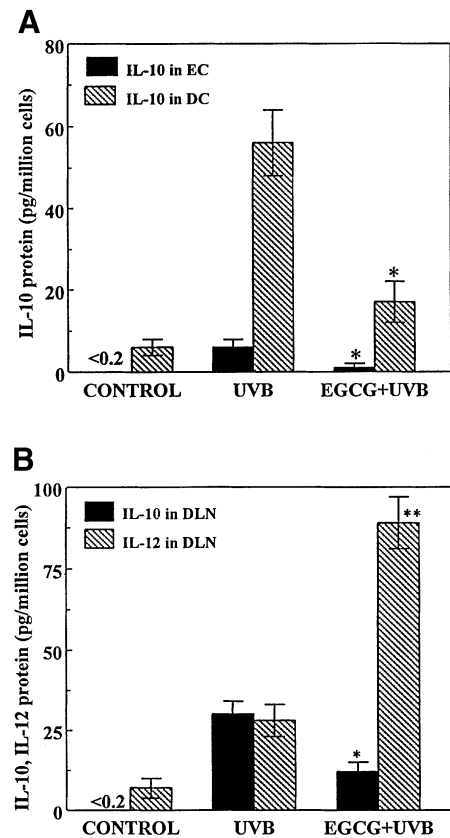 A
IL-10 protein (pg/million cells)
80
60
40
20
0
IL-10 in EC
IL-10 in DC
<0.2
*
*
CONTROL
UVB
EGCG+UVB
B
IL-10, IL-12 protein (pg/million cells)
100
75
50
25
0
IL-10 in DLN
IL-12 in DLN
<0.2
*
**
CONTROL
UVB
EGCG+UVB